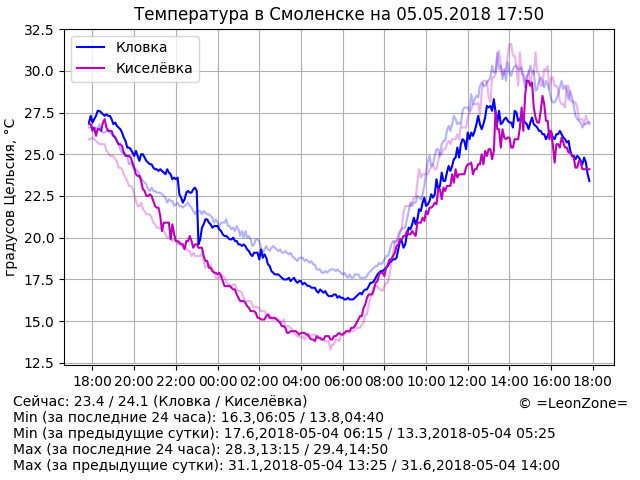 Температура в Смоленске на 05.05.2018 17:50
градусов Цельсия, °C
32.5
30.0
27.5
25.0
22.5
20.0
17.5
15.0
12.5
Кловка
Киселёвка
18:00 20:00 22:00 00:00 02:00 04:00 06:00 08:00 10:00 12:00 14:00 16:00 18:00
Сейчас: 23.4 / 24.1 (Кловка / Киселёвка)
© =LeonZone=
Min (за последние 24 часа): 16.3,06:05 / 13.8,04:40
Min (за предыдущие сутки): 17.6,2018-05-04 06:15 / 13.3,2018-05-04 05:25
Max (за последние 24 часа): 28.3,13:15 / 29.4,14:50
Max (за предыдущие сутки): 31.1,2018-05-04 13:25 / 31.6,2018-05-04 14:00